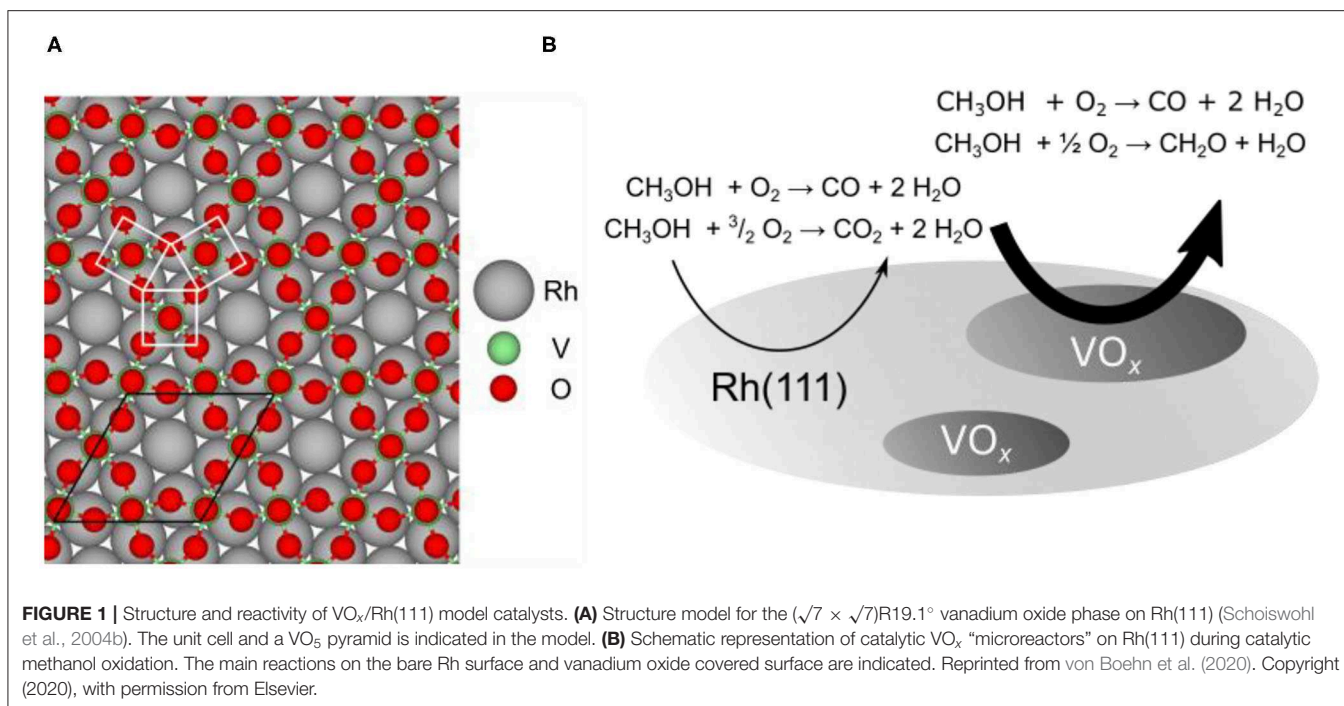 A
B
Rh
V
O
CH₃OH + O₂ → CO + 2 H₂O
CH₃OH + ½ O₂ → CH₂O + H₂O
CH₃OH + O₂ → CO + 2 H₂O
CH₃OH + ³/₂ O₂ → CO₂ + 2 H₂O
Rh(111)
VOₓ
VOₓ
FIGURE 1 | Structure and reactivity of VOₓ/Rh(111) model catalysts. (A) Structure model for the (√7 × √7)R19.1° vanadium oxide phase on Rh(111) (Schoiswohl
et al., 2004b). The unit cell and a VO₅ pyramid is indicated in the model. (B) Schematic representation of catalytic VOₓ “microreactors” on Rh(111) during catalytic
methanol oxidation. The main reactions on the bare Rh surface and vanadium oxide covered surface are indicated. Reprinted from von Boehn et al. (2020). Copyright
(2020), with permission from Elsevier.